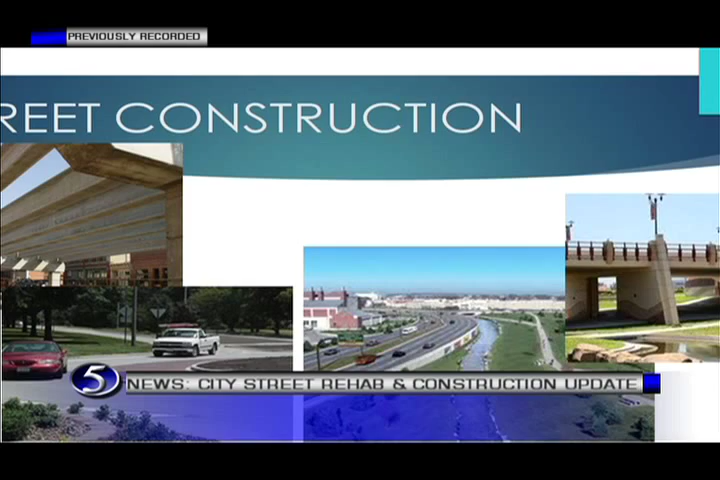 PREVIOUSLY RECORDED
REET CONSTRUCTION
5 NEWS: CITY STREET REHAB & CONSTRUCTION UPDATE